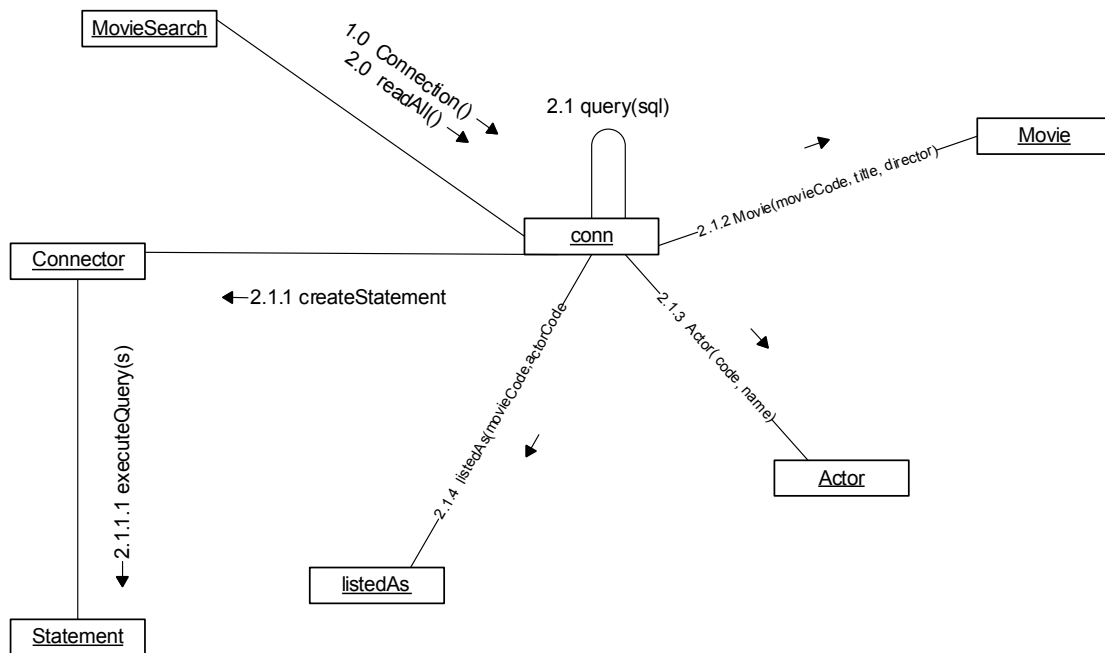 MovieSearch
1.0 Connection()
2.0 readAll()
2.1 query(sql)
Movie
2.1.2 Movie(movieCode, title, director)
conn
Connector
2.1.1 createStatement
2.1.3 Actor( code, name)
2.1.4 listedAs(movieCode,actorCode
2.1.1.1 executeQuery(s)
Actor
listedAs
Statement